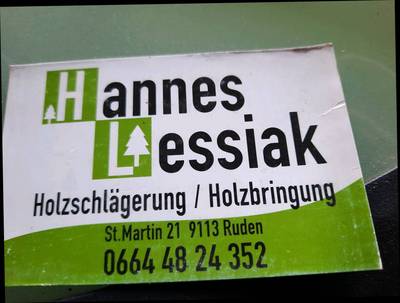 Hannes
Lessiak
Holzschlägerung / Holzbringung
St.Martin 21 9113 Ruden
0664 48 24 352